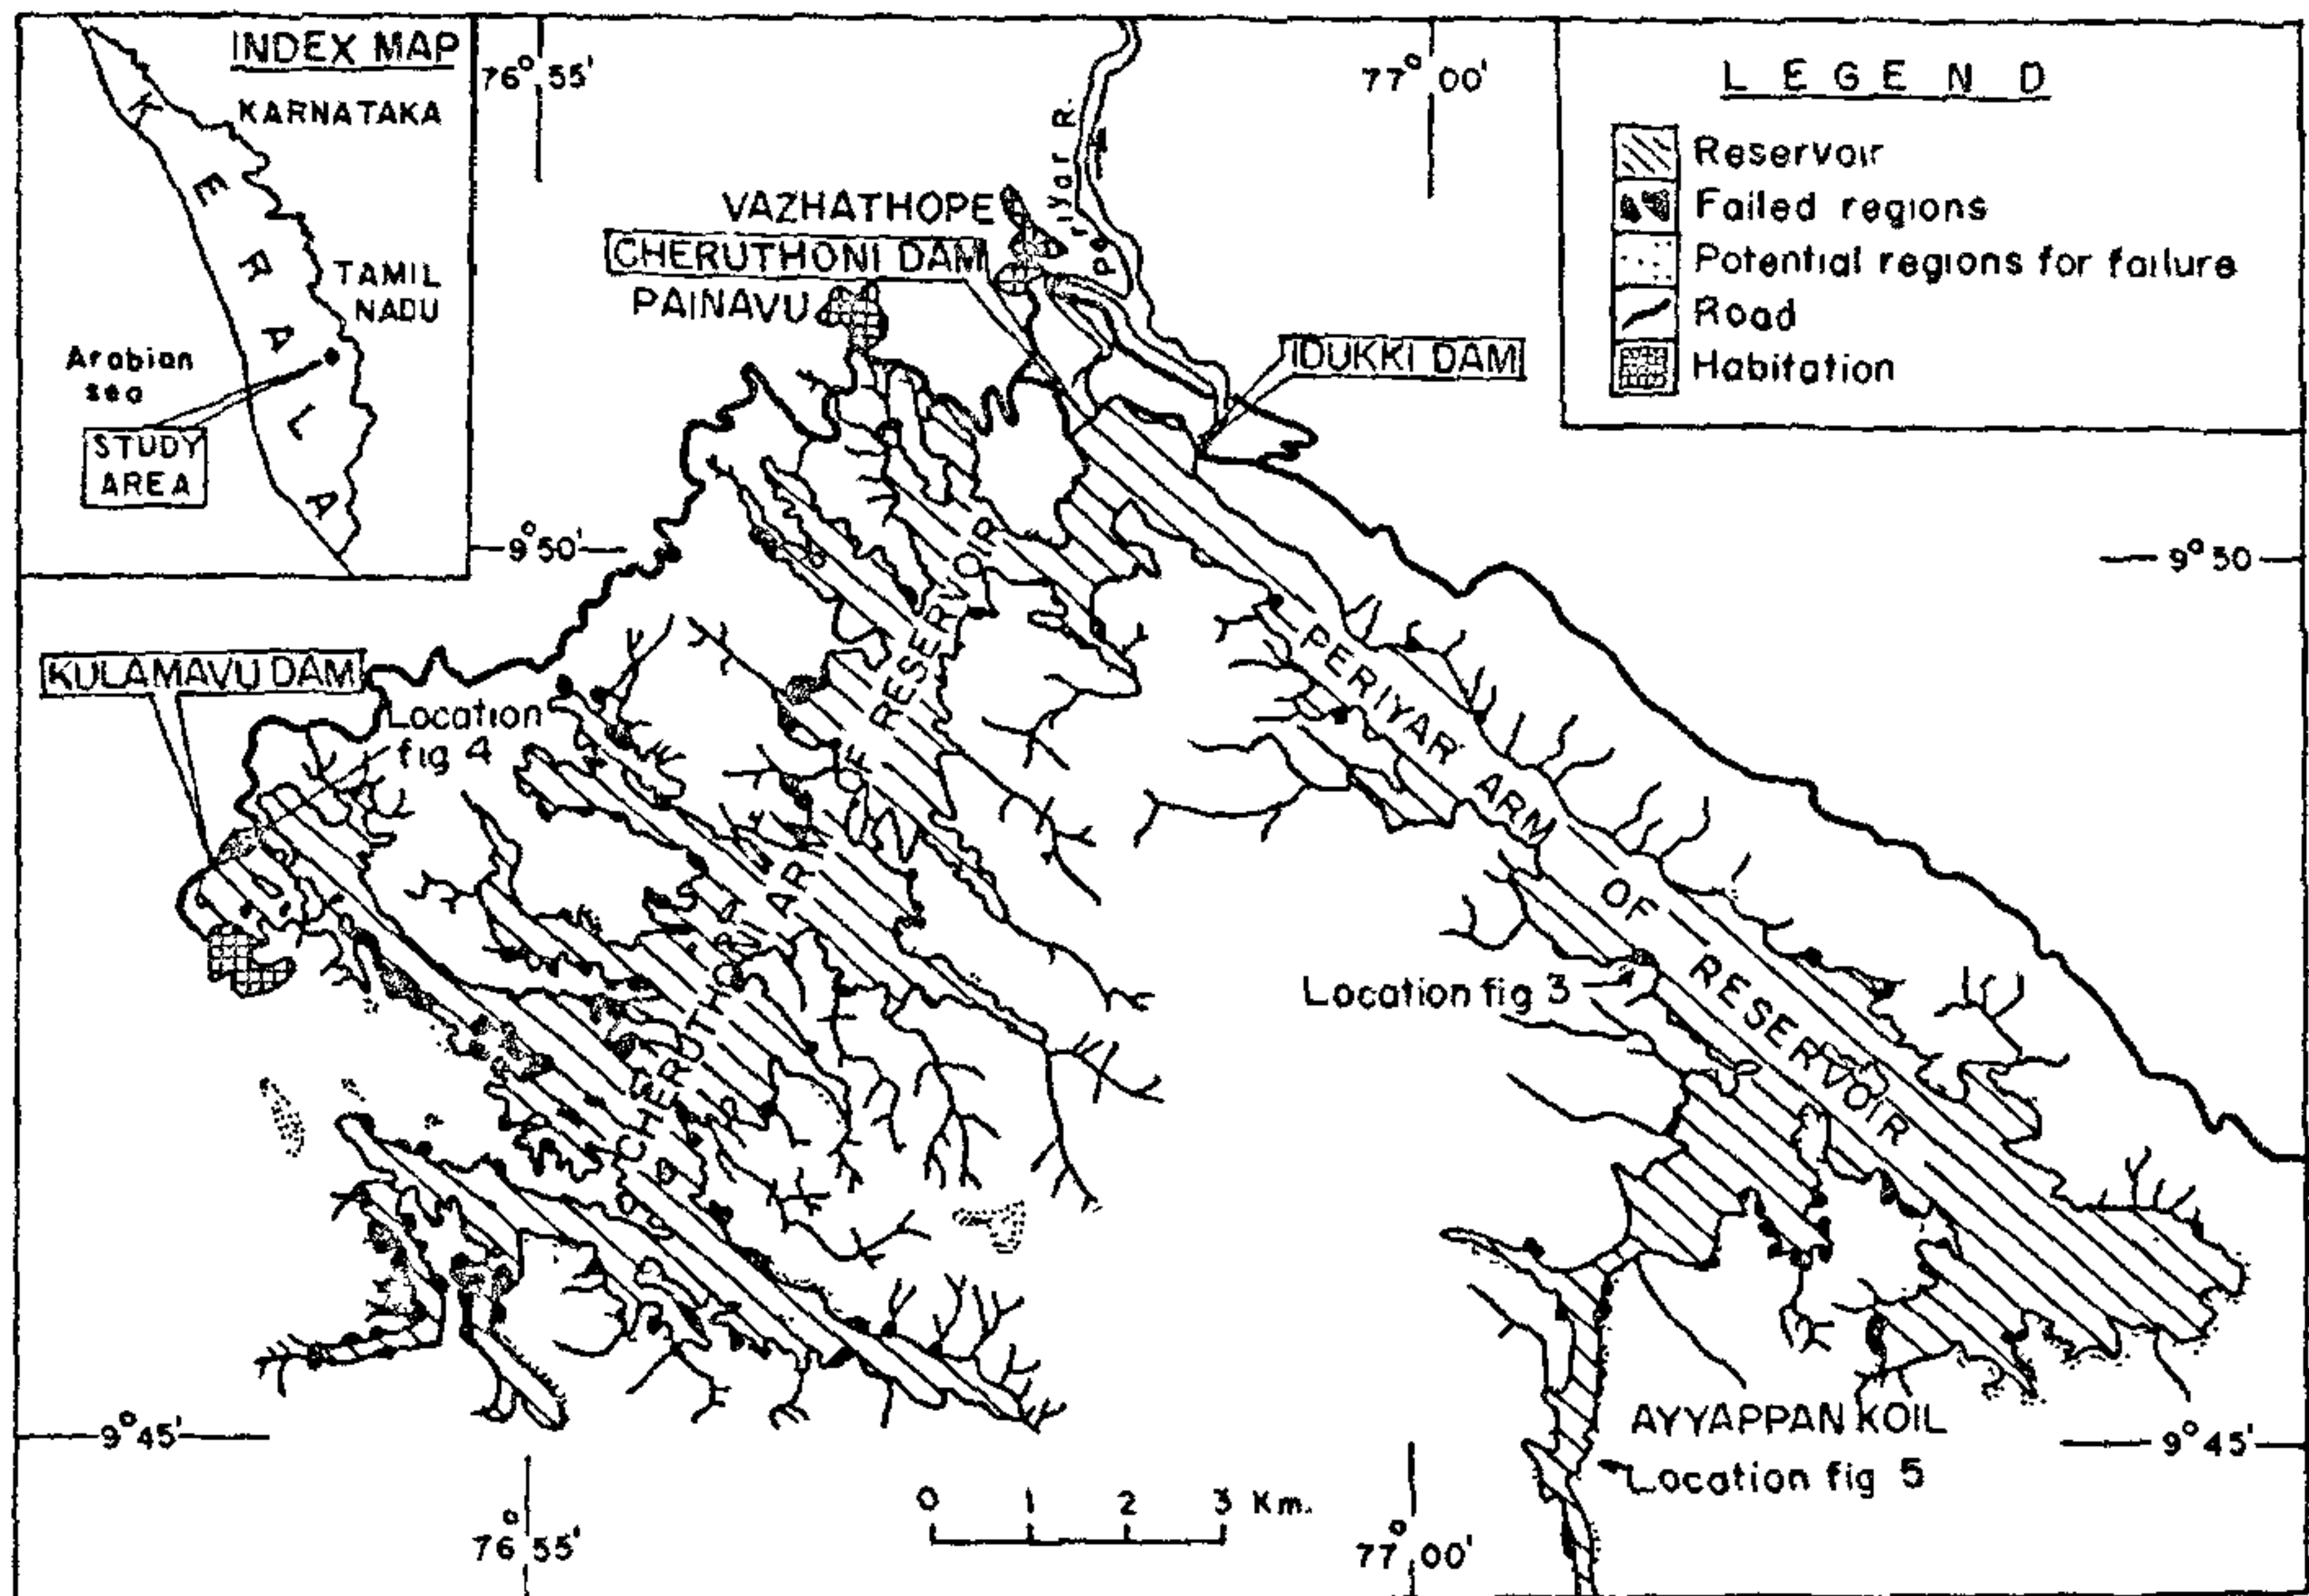 INDEX MAP
KARNATAKA
KERALA
TAMIL
NADU
Arabian
sea
STUDY
AREA
76° 55'
77° 00'
LEGEND
Reservoir
Failed regions
Potential regions for failure
Road
Habitation
Periyar R.
VAZHATHOPE
CHERUTHONI DAM
PAINAVU
IDUKKI DAM
9° 50'
9° 50
KULAMAVU DAM
Location
fig 4
CHERUTHONI ARM OF RESERVOIR
PERIYAR ARM OF RESERVOIR
Location fig 3
AYYAPPAN KOIL
Location fig 5
9° 45'
9° 45'
0 1 2 3 Km.
76° 55'
77° 00'